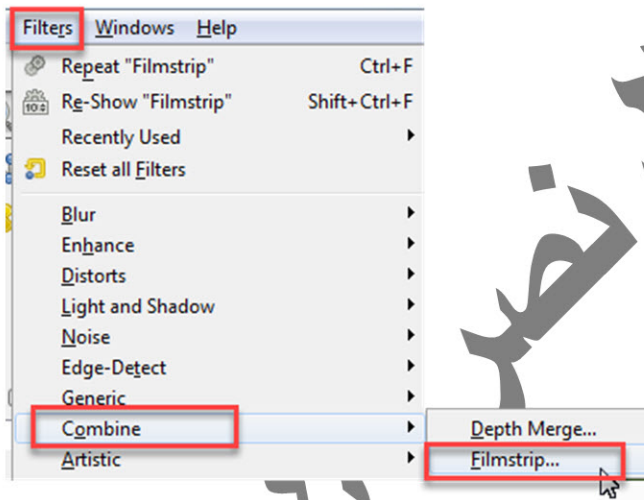 Filters Windows Help
Repeat "Filmstrip" Ctrl+F
Re-Show "Filmstrip" Shift+Ctrl+F
Recently Used
Reset all Filters
Blur
Enhance
Distorts
Light and Shadow
Noise
Edge-Detect
Generic
Combine
Depth Merge...
Artistic
Filmstrip...